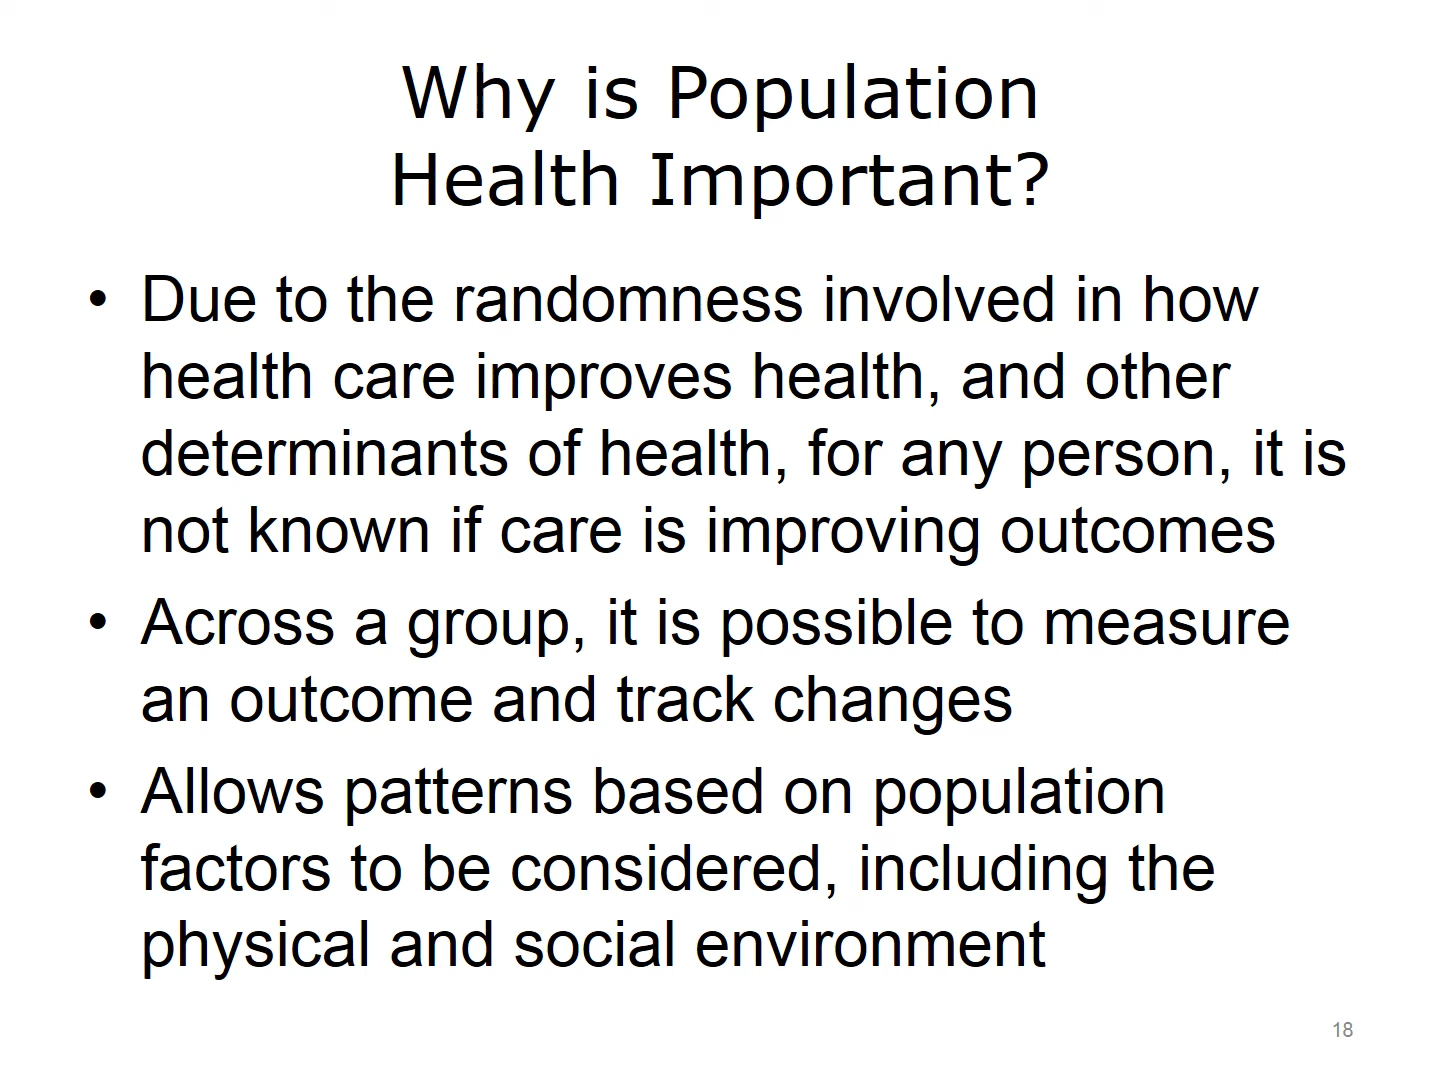 Why is Population
Health Important?
• Due to the randomness involved in how
health care improves health, and other
determinants of health, for any person, it is
not known if care is improving outcomes
• Across a group, it is possible to measure
an outcome and track changes
• Allows patterns based on population
factors to be considered, including the
physical and social environment
18